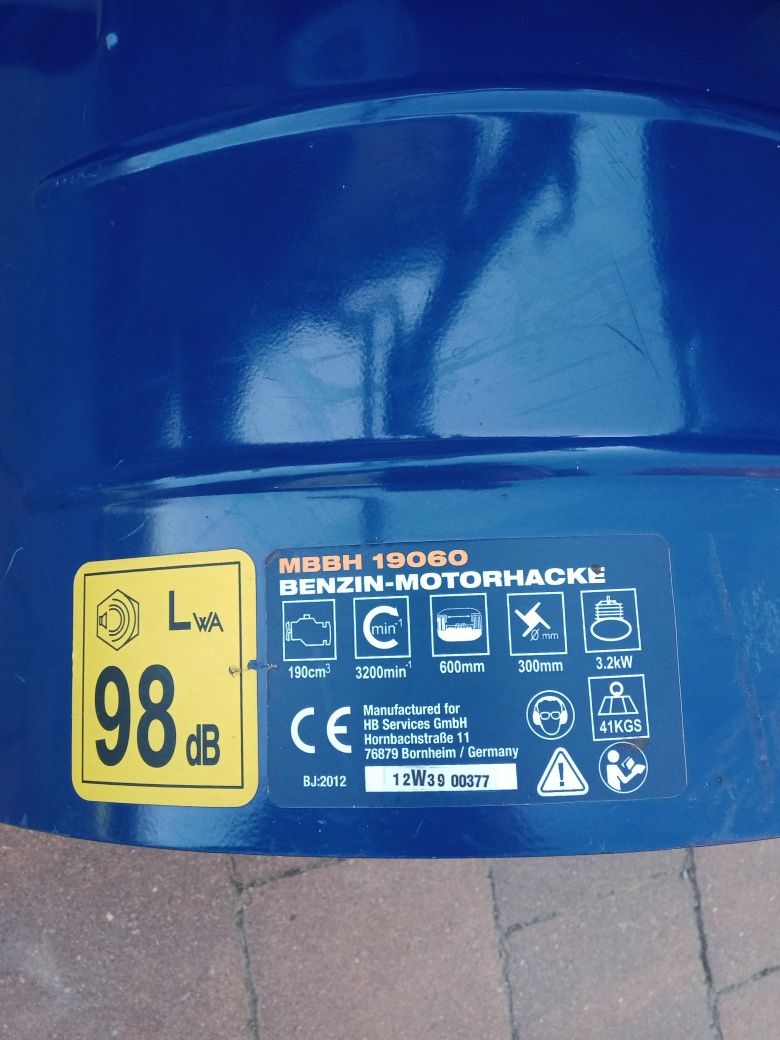 LWA
98 dB
MBBH 19060
BENZIN-MOTORHACKE
min⁻¹
Ø mm
190cm³ 3200min⁻¹ 600mm 300mm 3.2kW
CE
Manufactured for
HB Services GmbH
Hornbachstraße 11
76879 Bornheim / Germany
41KGS
BJ:2012 12W39 00377